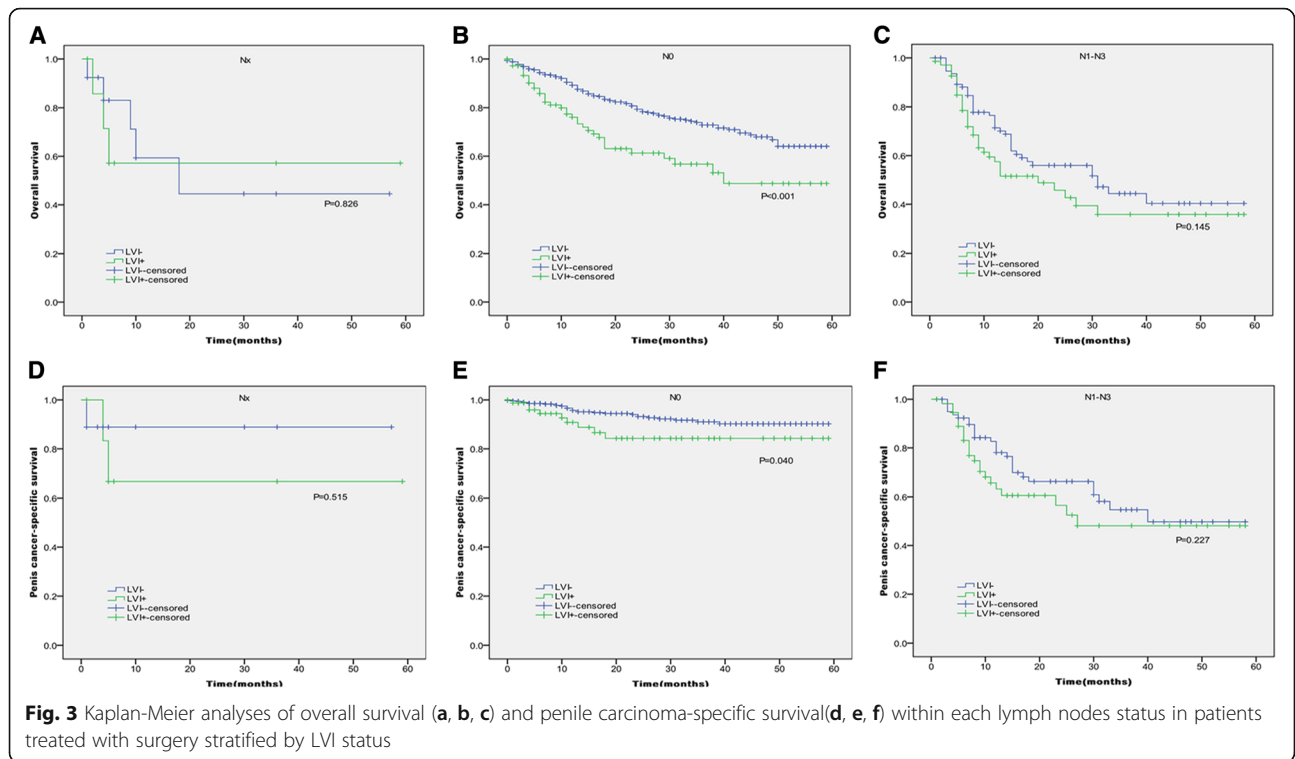 A
Nx
1.0
0.8
0.6
0.4
0.2
0.0
Overall survival
P=0.826
LVI-
LVI+
LVI--censored
LVI+-censored
0 10 20 30 40 50 60
Time(months)
B
N0
1.0
0.8
0.6
0.4
0.2
0.0
Overall survival
P<0.001
LVI-
LVI+
LVI--censored
LVI+-censored
0 10 20 30 40 50 60
Time(months)
C
N1-N3
1.0
0.8
0.6
0.4
0.2
0.0
Overall survival
P=0.145
LVI-
LVI+
LVI--censored
LVI+-censored
0 10 20 30 40 50 60
Time(months)
D
Nx
1.0
0.8
0.6
0.4
0.2
0.0
Penis cancer-specific survival
P=0.515
LVI-
LVI+
LVI--censored
LVI+-censored
0 10 20 30 40 50 60
Time(months)
E
N0
1.0
0.8
0.6
0.4
0.2
0.0
Penis cancer-specific survival
P=0.040
LVI-
LVI+
LVI--censored
LVI+-censored
0 10 20 30 40 50 60
Time(months)
F
N1-N3
1.0
0.8
0.6
0.4
0.2
0.0
Penis cancer-specific survival
P=0.227
LVI-
LVI+
LVI--censored
LVI+-censored
0 10 20 30 40 50 60
Time(months)
Fig. 3 Kaplan-Meier analyses of overall survival (a, b, c) and penile carcinoma-specific survival(d, e, f) within each lymph nodes status in patients
treated with surgery stratified by LVI status